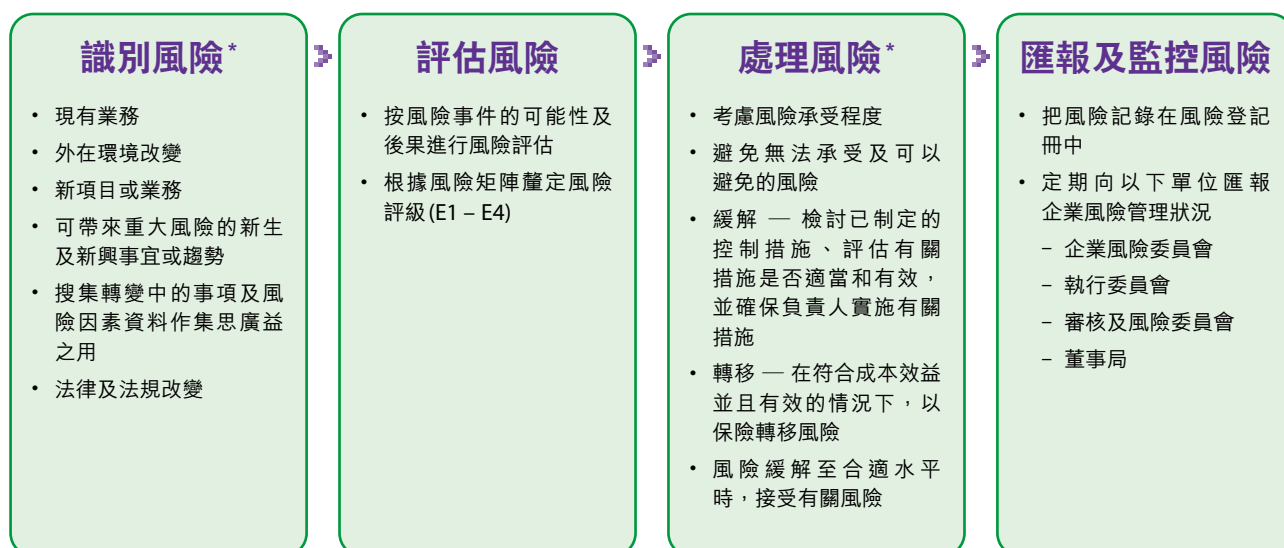 識別風險*
• 現有業務
• 外在環境改變
• 新項目或業務
• 可帶來重大風險的新生
及新興事宜或趨勢
• 搜集轉變中的事項及風
險因素資料作集思廣益
之用
• 法律及法規改變
評估風險
• 按風險事件的可能性及
後果進行風險評估
• 根據風險矩陣釐定風險
評級(E1 – E4)
處理風險*
• 考慮風險承受程度
• 避免無法承受及可以
避免的風險
• 緩解 — 檢討已制定的
控制措施、評估有關
措施是否適當和有效，
並確保負責人實施有關
措施
• 轉移 — 在符合成本效益
並且有效的情況下，以
保險轉移風險
• 風險緩解至合適水平
時，接受有關風險
匯報及監控風險
• 把風險記錄在風險登記
冊中
• 定期向以下單位匯報
企業風險管理狀況
– 企業風險委員會
– 執行委員會
– 審核及風險委員會
– 董事局